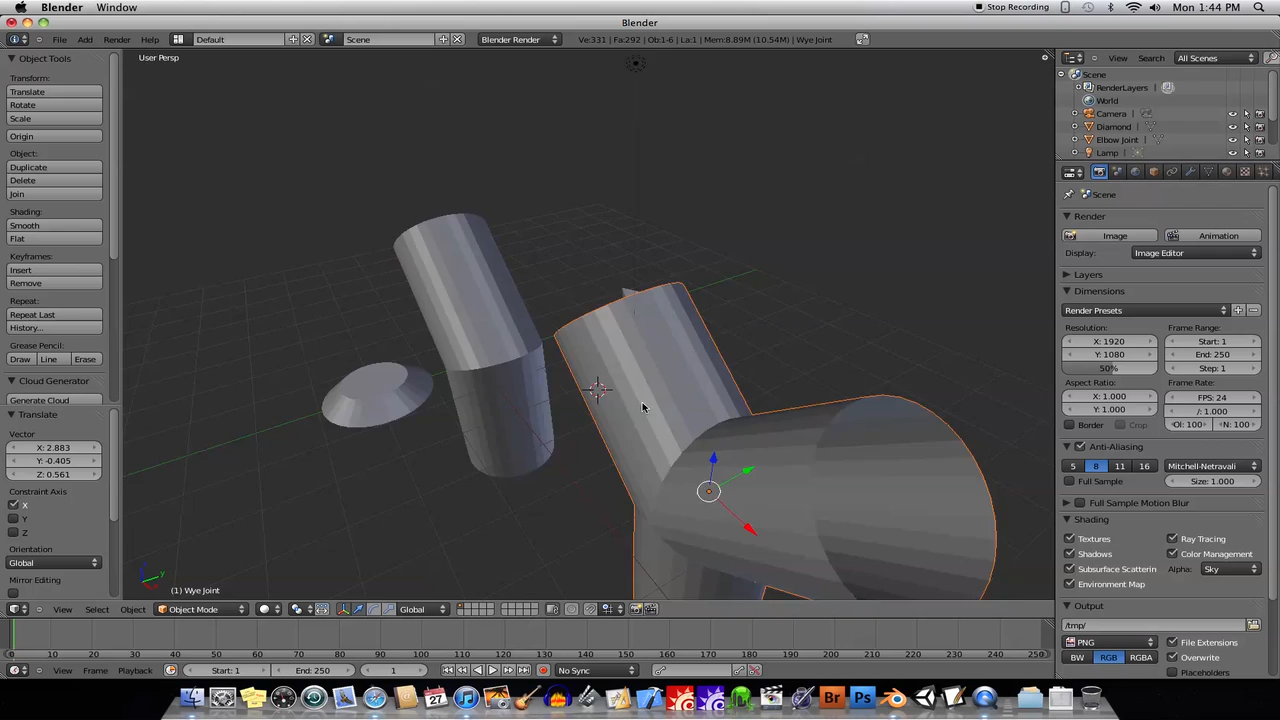 Blender Window Stop Recording Mon 1:44 PM
Blender
File Add Render Help Default Scene Blender Render Ve:331 | Fa:292 | Ob:1-6 | La:1 | Mem:8.89M (10.54M) | Wye Joint View Search All Scenes
User Persp
Object Tools
Transform:
Translate
Rotate
Scale
Origin
Object:
Duplicate
Delete
Join
Shading:
Smooth
Flat
Keyframes:
Insert
Remove
Repeat:
Repeat Last
History...
Grease Pencil:
Draw Line Erase
Cloud Generator
Generate Cloud
Translate
Vector
X: 2.883
Y: -0.405
Z: 0.561
Constraint Axis
X
Y
Z
Orientation
Global
Mirror Editing
(1) Wye Joint
View Select Object Object Mode Global
0 10 20 30 40 50 60 70 80 90 100 110 120 130 140 150 160 170 180 190 200 210 220 230 240 250
View Frame Playback Start: 1 End: 250 1 No Sync
Scene
RenderLayers
World
Camera
Diamond
Elbow Joint
Lamp
Scene
Render
Image Animation
Display: Image Editor
Layers
Dimensions
Render Presets
Resolution: Frame Range:
X: 1920 Start: 1
Y: 1080 End: 250
50% Step: 1
Aspect Ratio: Frame Rate:
X: 1.000 FPS: 24
Y: 1.000 /: 1.000
Border Crop Ol: 100 N: 100
Anti-Aliasing
5 8 11 16 Mitchell-Netravali
Full Sample Size: 1.000
Full Sample Motion Blur
Shading
Textures Ray Tracing
Shadows Color Management
Subsurface Scatterin Alpha: Sky
Environment Map
Output
/tmp/
PNG File Extensions
BW RGB RGBA Overwrite
Placeholders
27 Br Ps